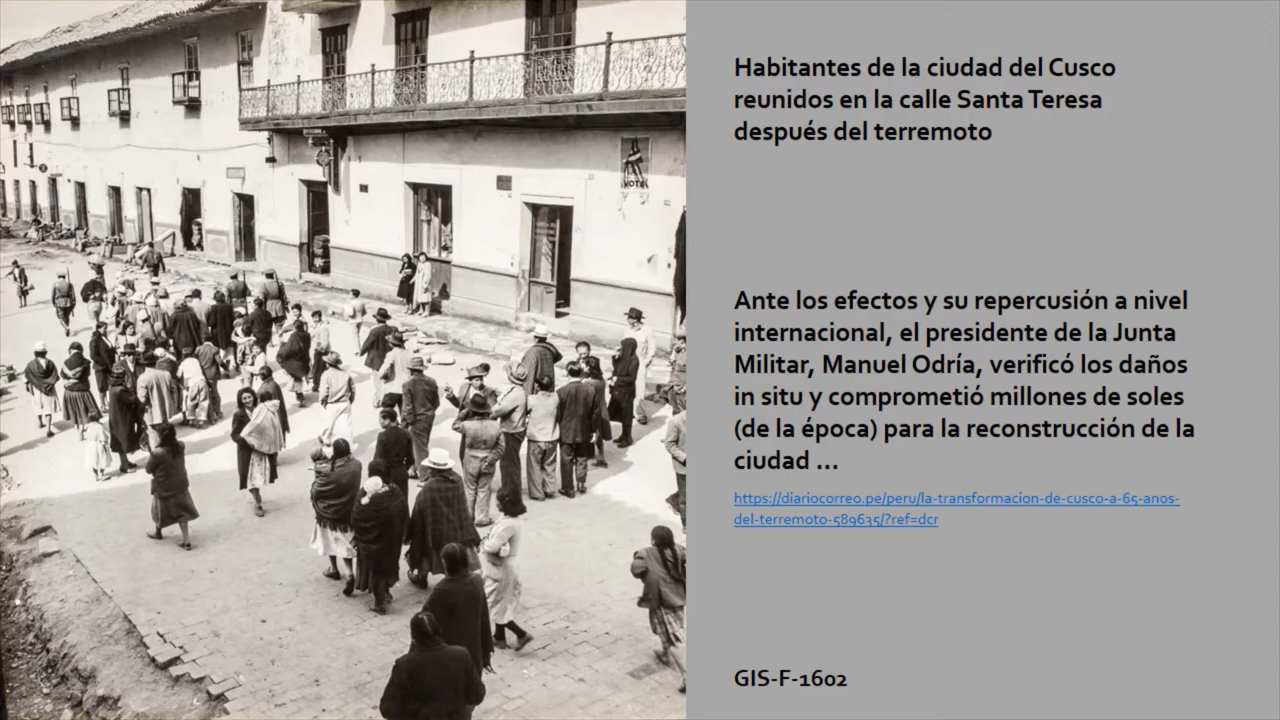 VOTE
Habitantes de la ciudad del Cusco
reunidos en la calle Santa Teresa
después del terremoto
Ante los efectos y su repercusión a nivel
internacional, el presidente de la Junta
Militar, Manuel Odría, verificó los daños
in situ y comprometió millones de soles
(de la época) para la reconstrucción de la
ciudad ...
https://diariocorreo.pe/peru/la-transformacion-de-cusco-a-65-anos-
del-terremoto-589635/?ref=dcr
GIS-F-1602